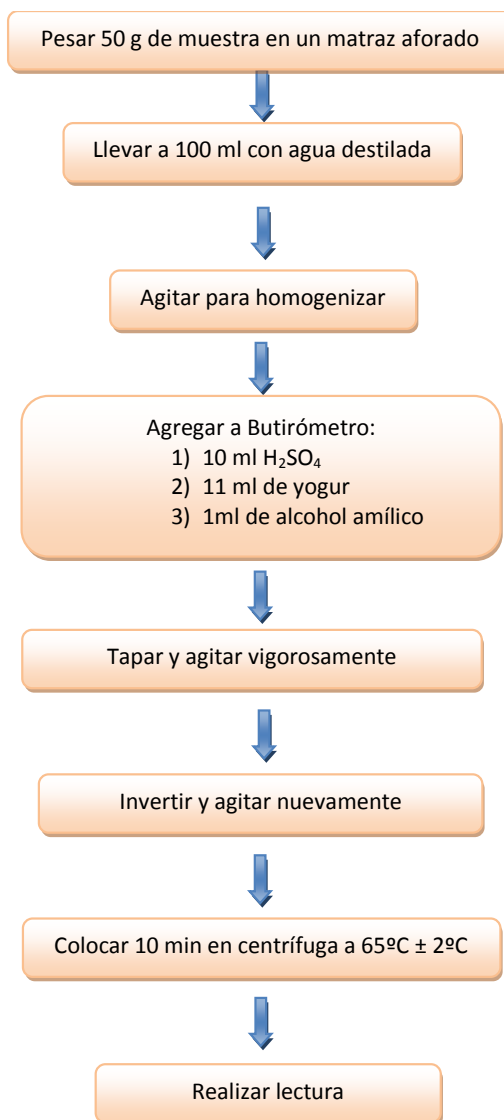 Pesar 50 g de muestra en un matraz aforado
Llevar a 100 ml con agua destilada
Agitar para homogenizar
Agregar a Butirómetro:
1) 10 ml H₂SO₄
2) 11 ml de yogur
3) 1ml de alcohol amílico
Tapar y agitar vigorosamente
Invertir y agitar nuevamente
Colocar 10 min en centrífuga a 65ºC ± 2ºC
Realizar lectura